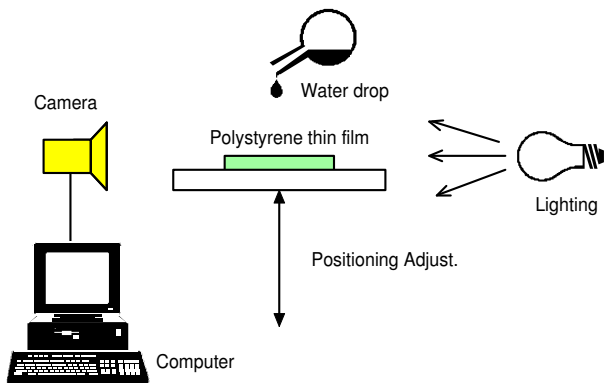 Water drop
Camera
Polystyrene thin film
Lighting
Positioning Adjust.
Computer